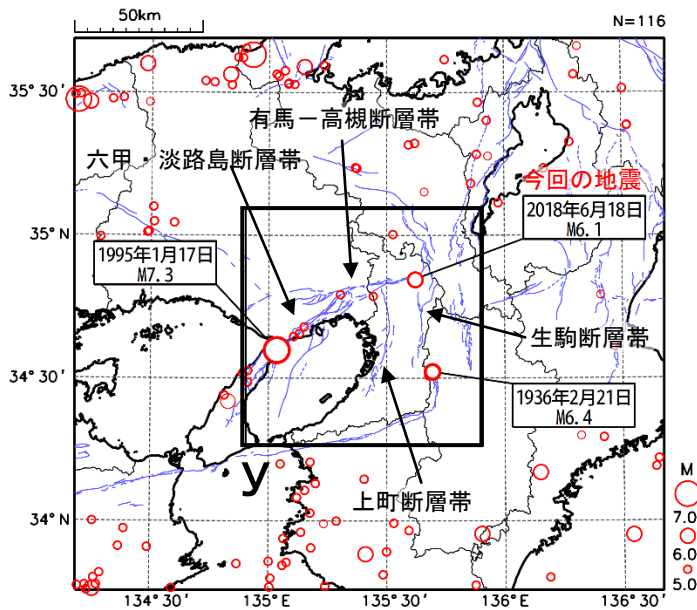 50km
N=116
35°30′
35°N
34°30′
34°N
有馬－高槻断層帯
六甲・淡路島断層帯
今回の地震
2018年6月18日
M6.1
1995年1月17日
M7.3
生駒断層帯
1936年2月21日
M6.4
y
上町断層帯
M
7.0
6.0
5.0
134°30′
135°E
135°30′
136°E
136°30′